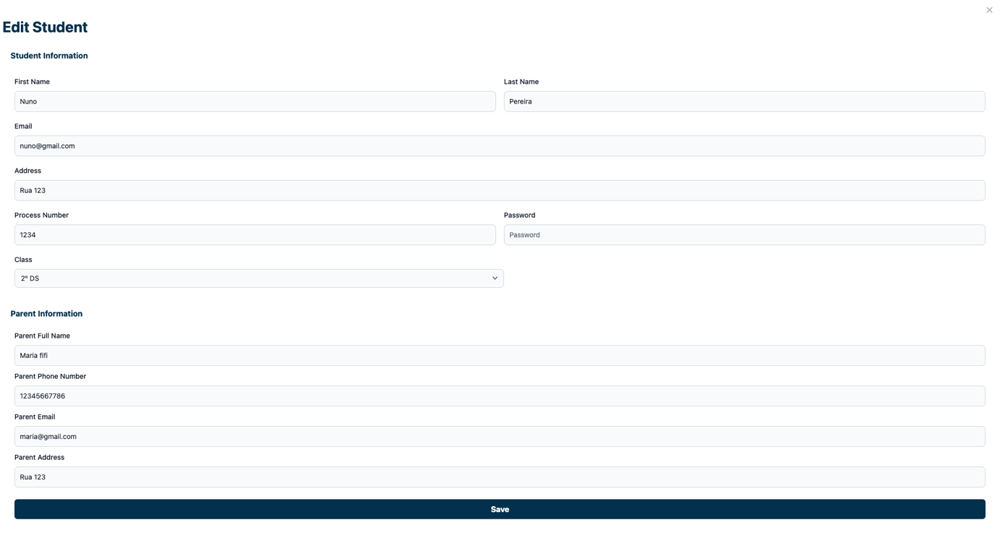 Edit Student
Student Information
First Name
Last Name
Nuno
Pereira
Email
nuno@gmail.com
Address
Rua 123
Process Number
Password
1234
Password
Class
2º DS
Parent Information
Parent Full Name
Maria fifi
Parent Phone Number
12345667786
Parent Email
maria@gmail.com
Parent Address
Rua 123
Save